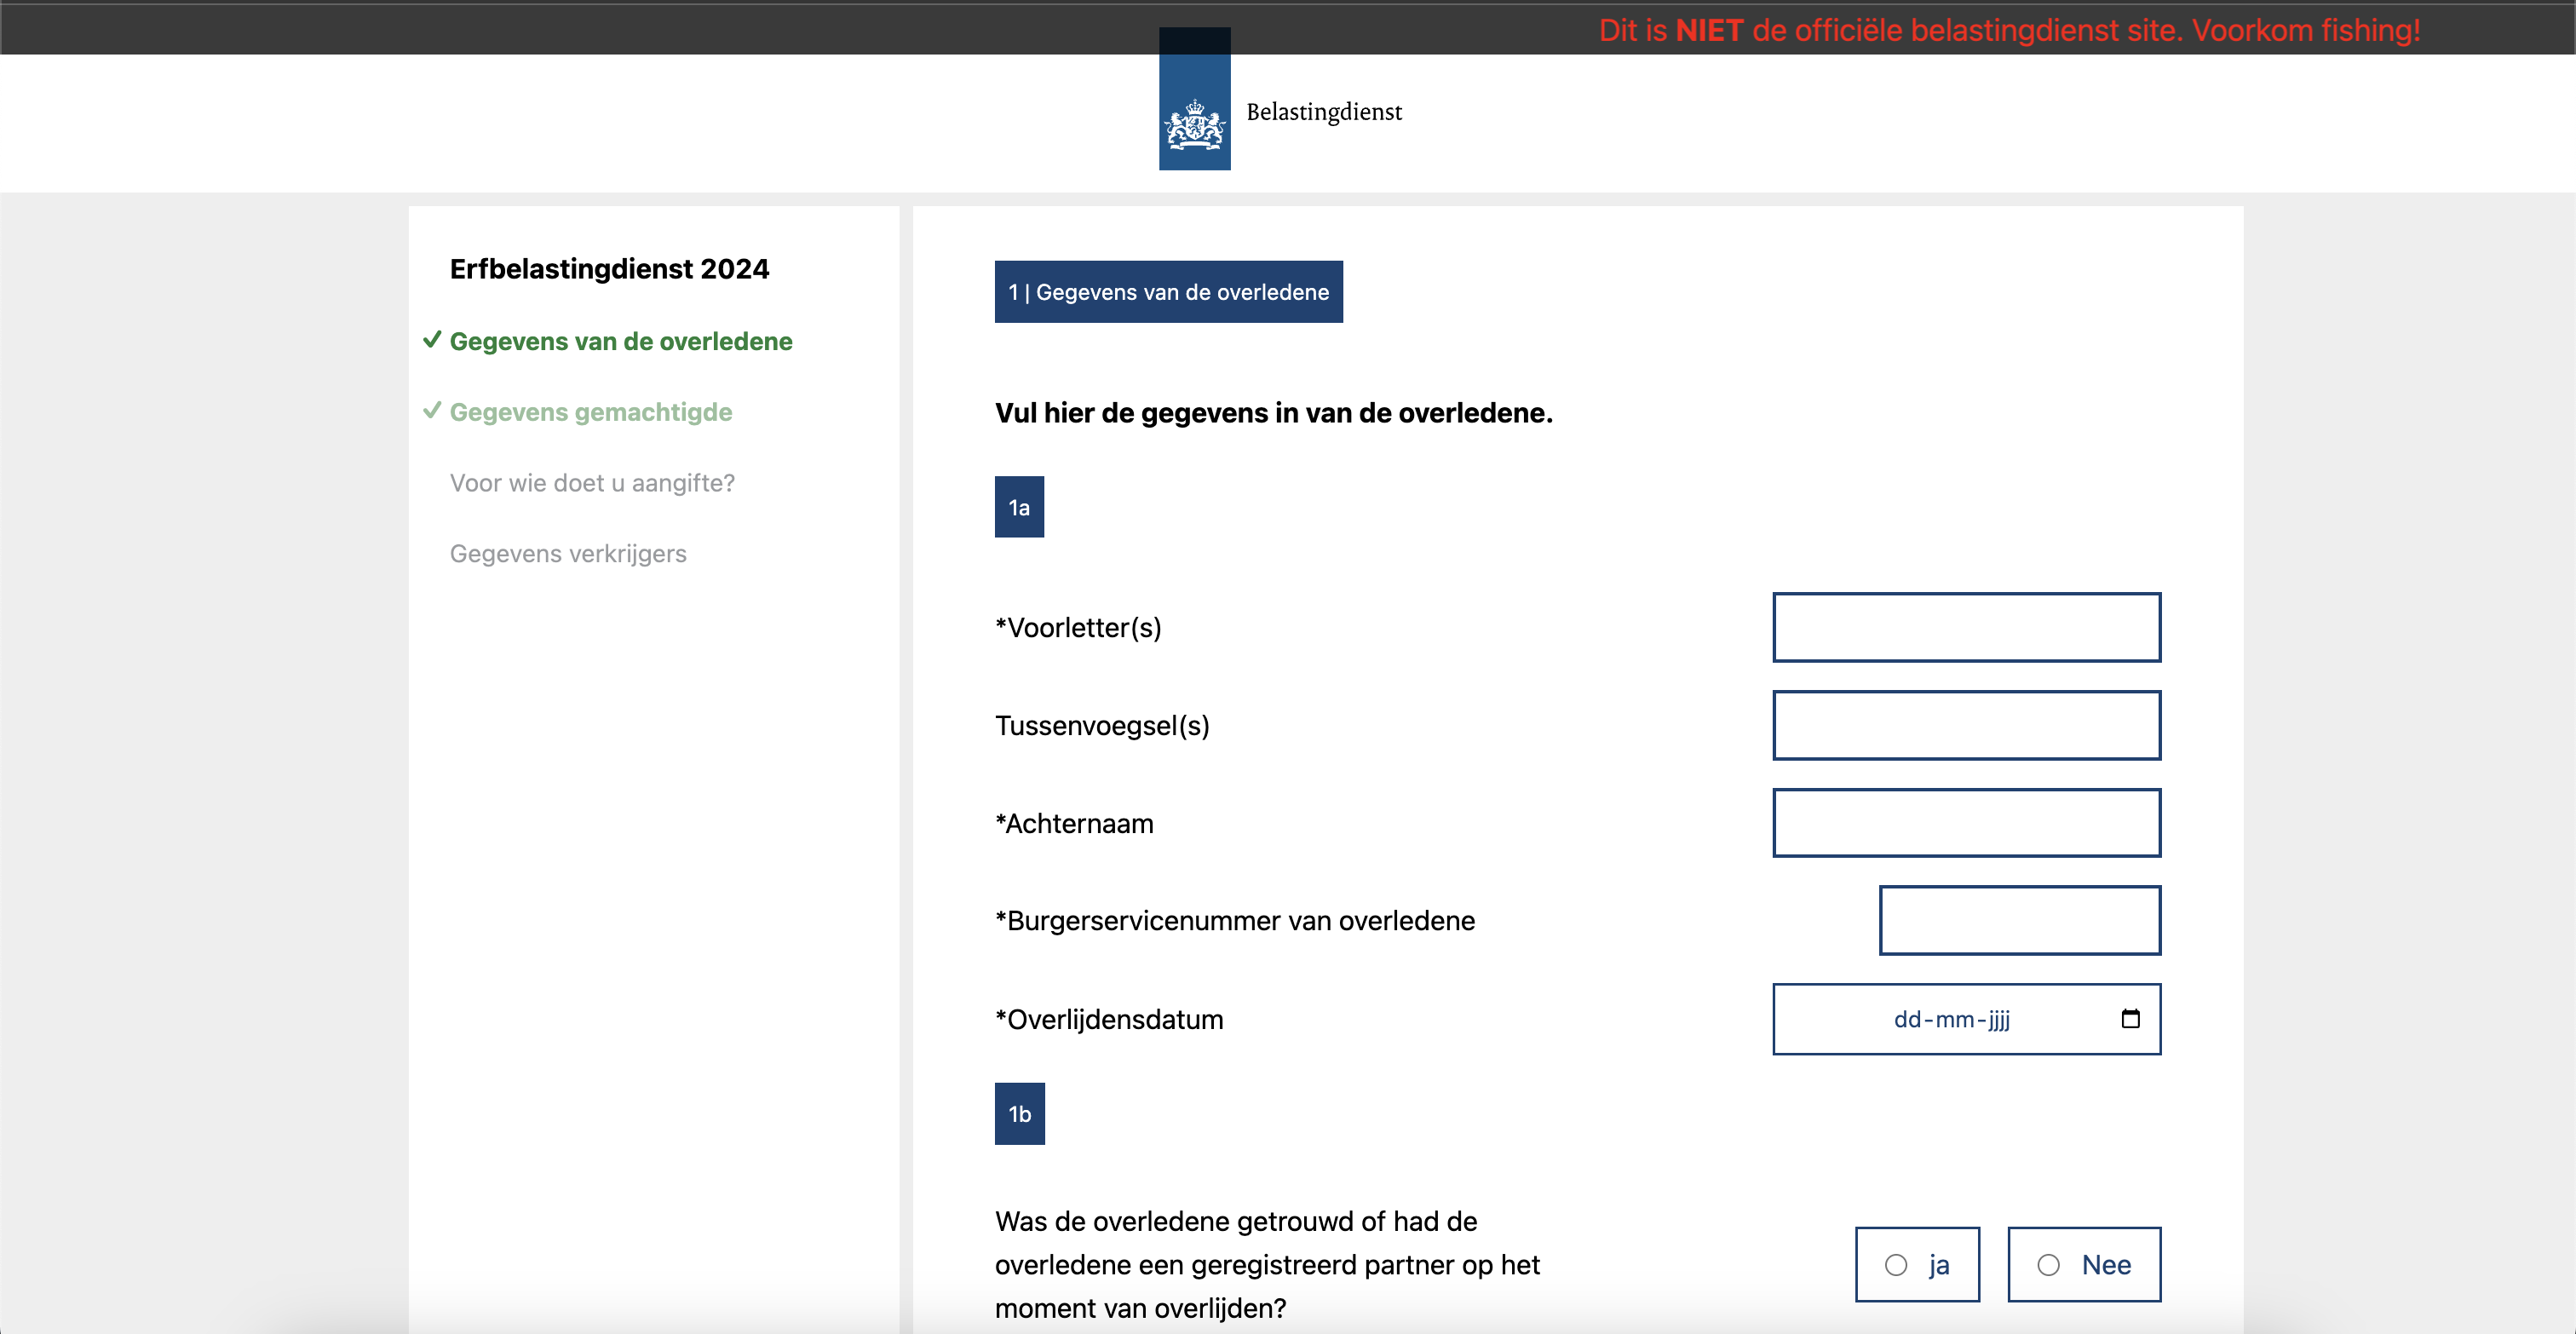 Dit is NIET de officiële belastingdienst site. Voorkom fishing!
Belastingdienst
Erfbelastingdienst 2024
Gegevens van de overledene
Gegevens gemachtigde
Voor wie doet u aangifte?
Gegevens verkrijgers
1 | Gegevens van de overledene
Vul hier de gegevens in van de overledene.
1a
*Voorletter(s)
Tussenvoegsel(s)
*Achternaam
*Burgerservicenummer van overledene
*Overlijdensdatum
dd-mm-jjjj
1b
Was de overledene getrouwd of had de
overledene een geregistreerd partner op het
moment van overlijden?
ja
Nee